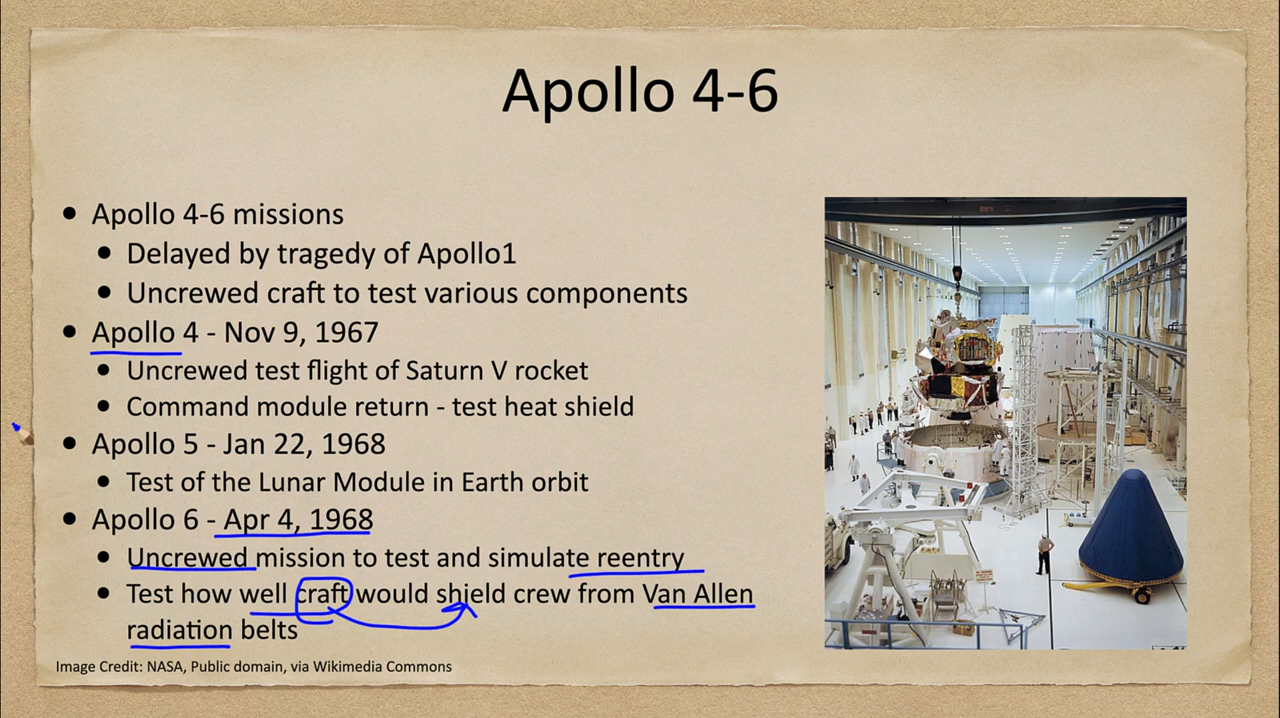 Apollo 4-6
• Apollo 4-6 missions
• Delayed by tragedy of Apollo1
• Uncrewed craft to test various components
• Apollo 4 - Nov 9, 1967
• Uncrewed test flight of Saturn V rocket
• Command module return - test heat shield
• Apollo 5 - Jan 22, 1968
• Test of the Lunar Module in Earth orbit
• Apollo 6 - Apr 4, 1968
• Uncrewed mission to test and simulate reentry
• Test how well craft would shield crew from Van Allen
radiation belts
Image Credit: NASA, Public domain, via Wikimedia Commons